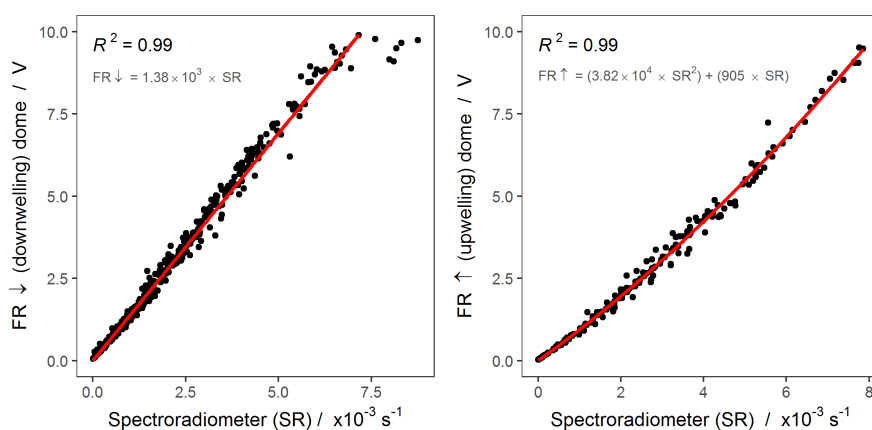 R² = 0.99
FR ↓ = 1.38 × 10³ × SR
10.0
7.5
5.0
2.5
0.0
FR ↓ (downwelling) dome / V
0.0 2.5 5.0 7.5
Spectroradiometer (SR) / x10⁻³ s⁻¹
R² = 0.99
FR ↑ = (3.82 × 10⁴ × SR²) + (905 × SR)
10.0
7.5
5.0
2.5
0.0
FR ↑ (upwelling) dome / V
0 2 4 6 8
Spectroradiometer (SR) / x10⁻³ s⁻¹